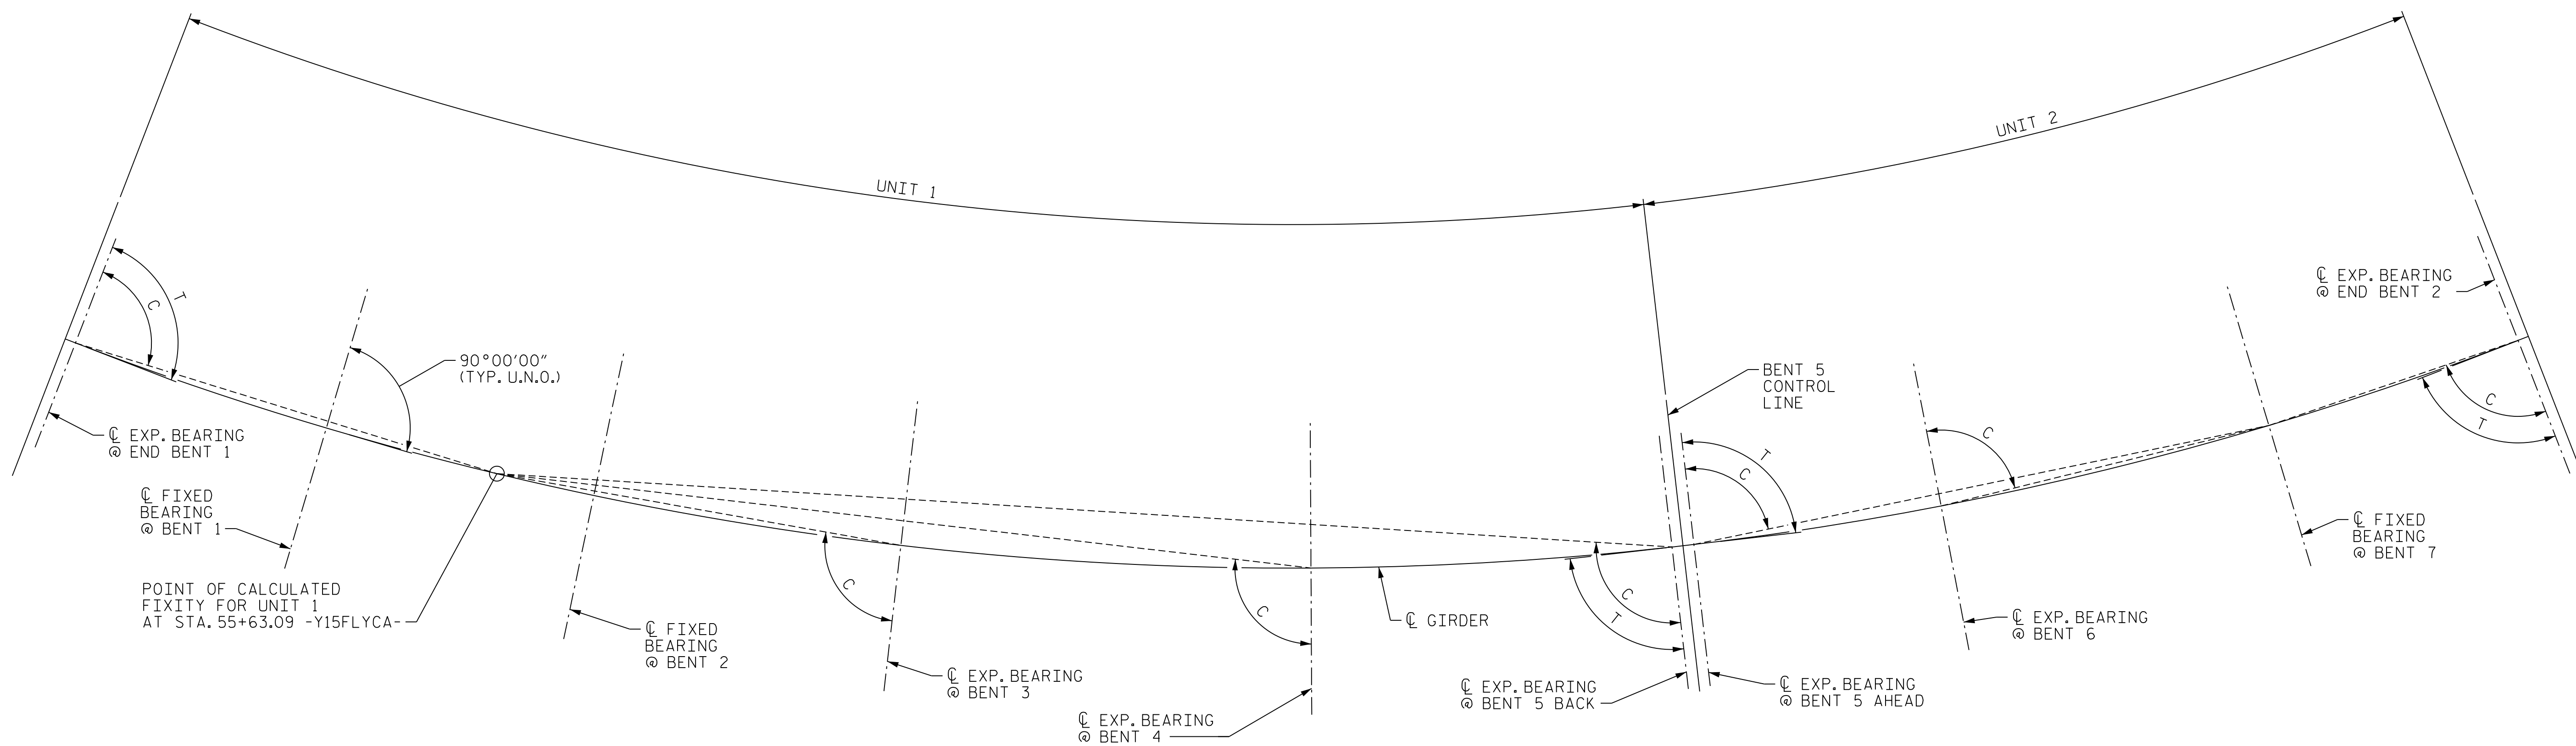 UNIT 1
UNIT 2
T
C
90°00'00"
(TYP. U.N.O.)
℄ EXP. BEARING
@ END BENT 1
℄ FIXED
BEARING
@ BENT 1
POINT OF CALCULATED
FIXITY FOR UNIT 1
AT STA. 55+63.09 -Y15FLYCA-
℄ FIXED
BEARING
@ BENT 2
C
℄ EXP. BEARING
@ BENT 3
C
℄ EXP. BEARING
@ BENT 4
℄ GIRDER
C
T
℄ EXP. BEARING
@ BENT 5 BACK
BENT 5
CONTROL
LINE
T
C
℄ EXP. BEARING
@ BENT 5 AHEAD
C
℄ EXP. BEARING
@ BENT 6
℄ EXP. BEARING
@ END BENT 2
C
T
℄ FIXED
BEARING
@ BENT 7